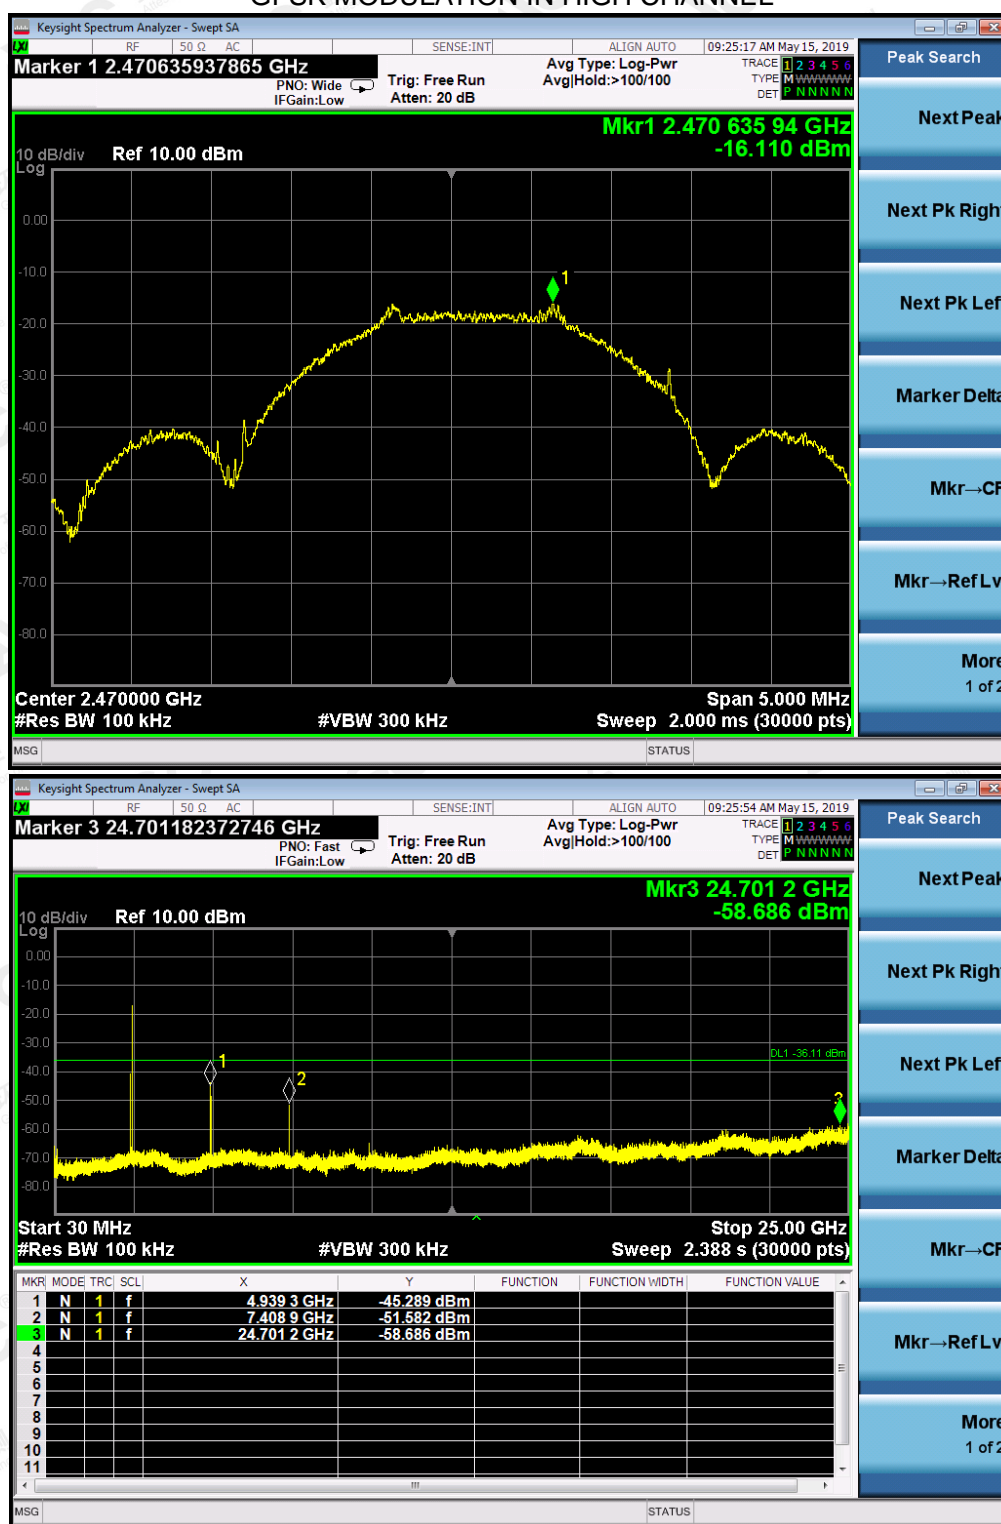 GFSK MODULATION IN HIGH CHANNEL
Keysight Spectrum Analyzer - Swept SA
LXI RF 50 Ω AC SENSE:INT ALIGN AUTO 09:25:17 AM May 15, 2019
Marker 1 2.470635937865 GHz
PNO: Wide
IFGain:Low
Trig: Free Run
Atten: 20 dB
Avg Type: Log-Pwr
Avg|Hold:>100/100
TRACE 1 2 3 4 5 6
TYPE M WWWWW
DET P N N N N N
Mkr1 2.470 635 94 GHz
-16.110 dBm
10 dB/div Ref 10.00 dBm
Log
0.00
-10.0
-20.0
-30.0
-40.0
-50.0
-60.0
-70.0
-80.0
1
Center 2.470000 GHz Span 5.000 MHz
#Res BW 100 kHz #VBW 300 kHz Sweep 2.000 ms (30000 pts)
MSG STATUS
Peak Search
Next Peak
Next Pk Right
Next Pk Left
Marker Delta
Mkr→CF
Mkr→Ref Lv
More
1 of 2
Keysight Spectrum Analyzer - Swept SA
LXI RF 50 Ω AC SENSE:INT ALIGN AUTO 09:25:54 AM May 15, 2019
Marker 3 24.701182372746 GHz
PNO: Fast
IFGain:Low
Trig: Free Run
Atten: 20 dB
Avg Type: Log-Pwr
Avg|Hold:>100/100
TRACE 1 2 3 4 5 6
TYPE M WWWWW
DET P N N N N N
Mkr3 24.701 2 GHz
-58.686 dBm
10 dB/div Ref 10.00 dBm
Log
0.00
-10.0
-20.0
-30.0
-40.0
-50.0
-60.0
-70.0
-80.0
DL1 -36.11 dBm
1
2
3
Start 30 MHz Stop 25.00 GHz
#Res BW 100 kHz #VBW 300 kHz Sweep 2.388 s (30000 pts)
MKR MODE TRC SCL X Y FUNCTION FUNCTION WIDTH FUNCTION VALUE
1 N 1 f 4.939 3 GHz -45.289 dBm
2 N 1 f 7.408 9 GHz -51.582 dBm
3 N 1 f 24.701 2 GHz -58.686 dBm
4
5
6
7
8
9
10
11
MSG STATUS
Peak Search
Next Peak
Next Pk Right
Next Pk Left
Marker Delta
Mkr→CF
Mkr→Ref Lv
More
1 of 2